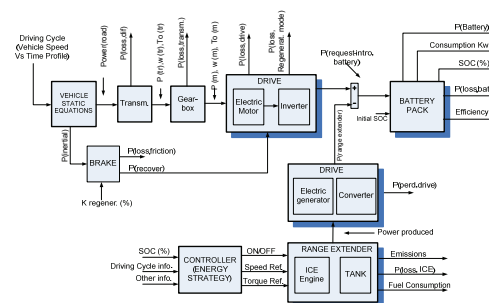 Driving Cycle
(Vehicle Speed
Vs Time Profile)
Power(road)
P(loss,dif)
P (tr),w (tr), To (tr)
P(loss,transm.)
P (m), w (m), To (m)
P(loss,drive)
P(loss,
Regenerat. mode)
P(request-intro.
battery)
P(Battery)
Consumption Kw
SOC (%)
P(loss,bat
Efficiency
VEHICLE
STATIC
EQUATIONS
Transm.
Gear-
box
DRIVE
Electric
Motor
Inverter
+
-
BATTERY
PACK
Initial SOC
P(inertial)
BRAKE
P(loss,friction)
P(recover)
K regener. (%)
P(range extender)
DRIVE
Electric
generator
Converter
P(perd.drive)
Power produced
SOC (%)
Driving Cycle info.
Other info.
CONTROLLER
(ENERGY
STRATEGY)
ON/OFF
Speed Ref.
Torque Ref.
RANGE EXTENDER
ICE
Engine
TANK
Emissions
P(loss, ICE)
Fuel Consumption